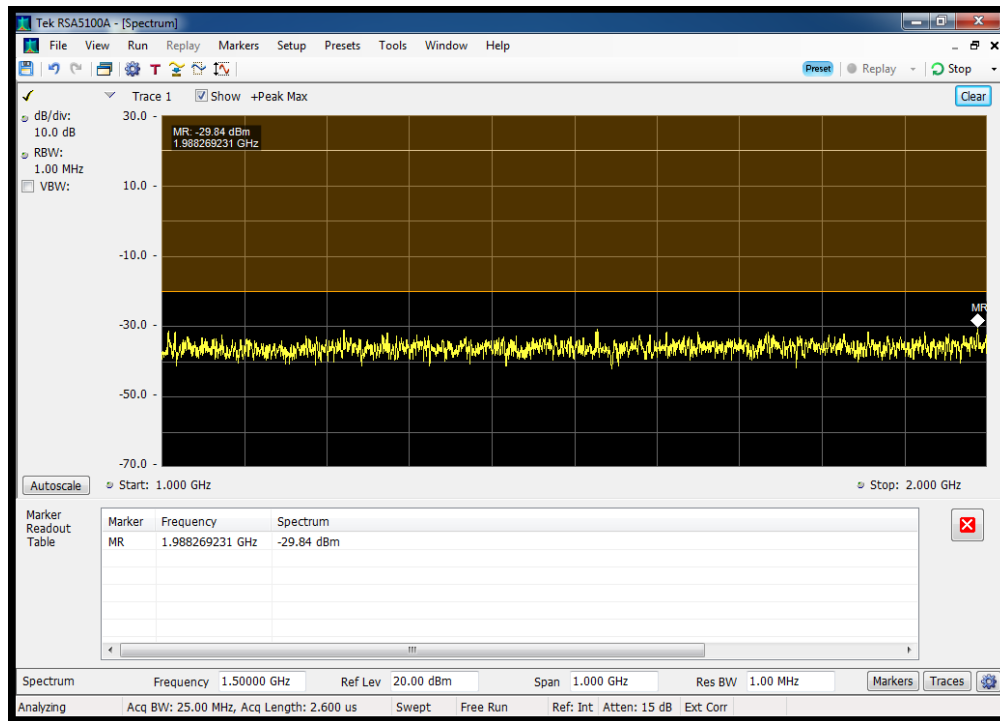 Tek RSA5100A - [Spectrum]
File View Run Replay Markers Setup Presets Tools Window Help
T Preset Replay Stop
Trace 1 Show +Peak Max Clear
dB/div:
10.0 dB
RBW:
1.00 MHz
VBW:
30.0
10.0
-10.0
-30.0
-50.0
-70.0
MR: -29.84 dBm
1.988269231 GHz
MR
Autoscale Start: 1.000 GHz Stop: 2.000 GHz
Marker
Readout
Table
Marker Frequency Spectrum
MR 1.988269231 GHz -29.84 dBm
Spectrum Frequency 1.50000 GHz Ref Lev 20.00 dBm Span 1.000 GHz Res BW 1.00 MHz Markers Traces
Analyzing Acq BW: 25.00 MHz, Acq Length: 2.600 us Swept Free Run Ref: Int Atten: 15 dB Ext Corr